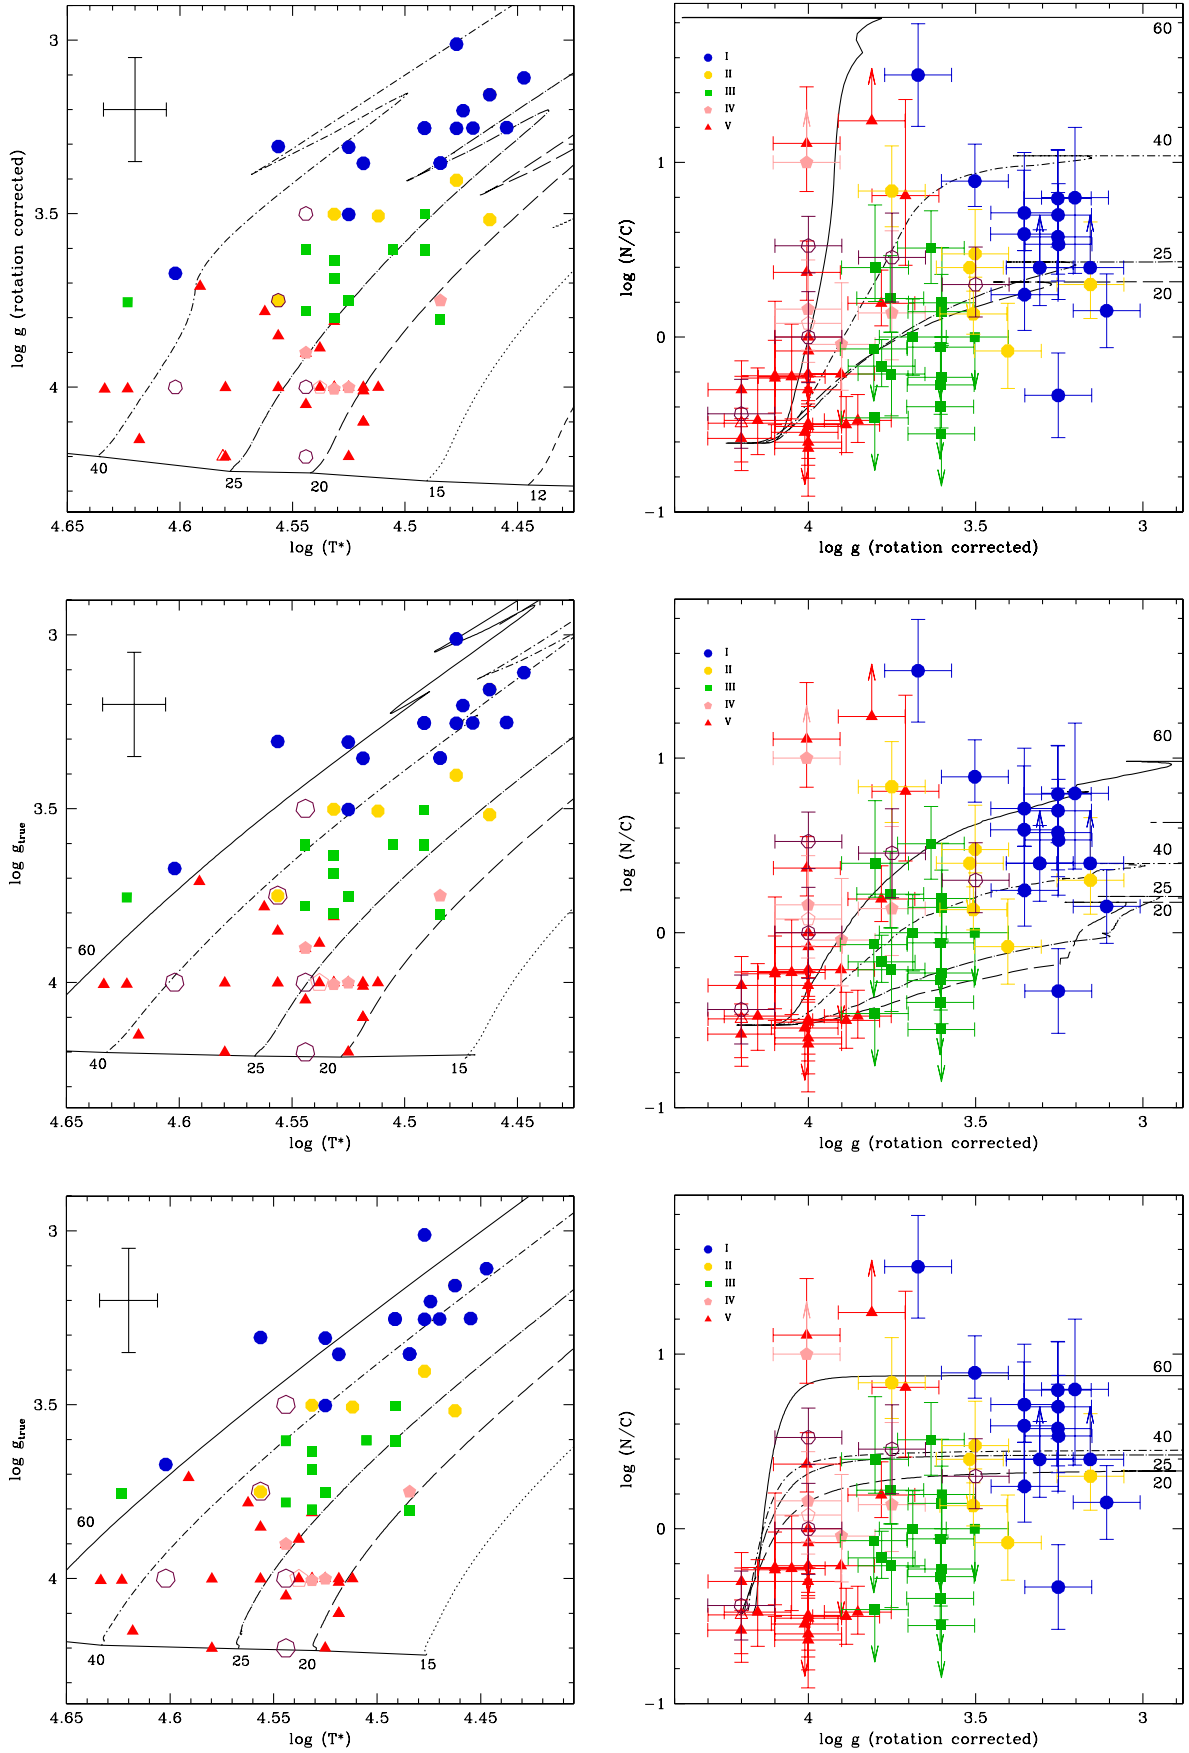 3
3.5
4
log g (rotation corrected)
40
25
20
15
12
4.65
4.6
4.55
4.5
4.45
log (T*)
I
II
III
IV
V
60
40
25
20
1
0
−1
log (N/C)
4
3.5
3
log g (rotation corrected)
3
3.5
4
log g_true
60
40
25
20
15
4.65
4.6
4.55
4.5
4.45
log (T*)
I
II
III
IV
V
60
40
25
20
1
0
−1
log (N/C)
4
3.5
3
log g (rotation corrected)
3
3.5
4
log g_true
60
40
25
20
15
4.65
4.6
4.55
4.5
4.45
log (T*)
I
II
III
IV
V
60
40
25
20
1
0
−1
log (N/C)
4
3.5
3
log g (rotation corrected)